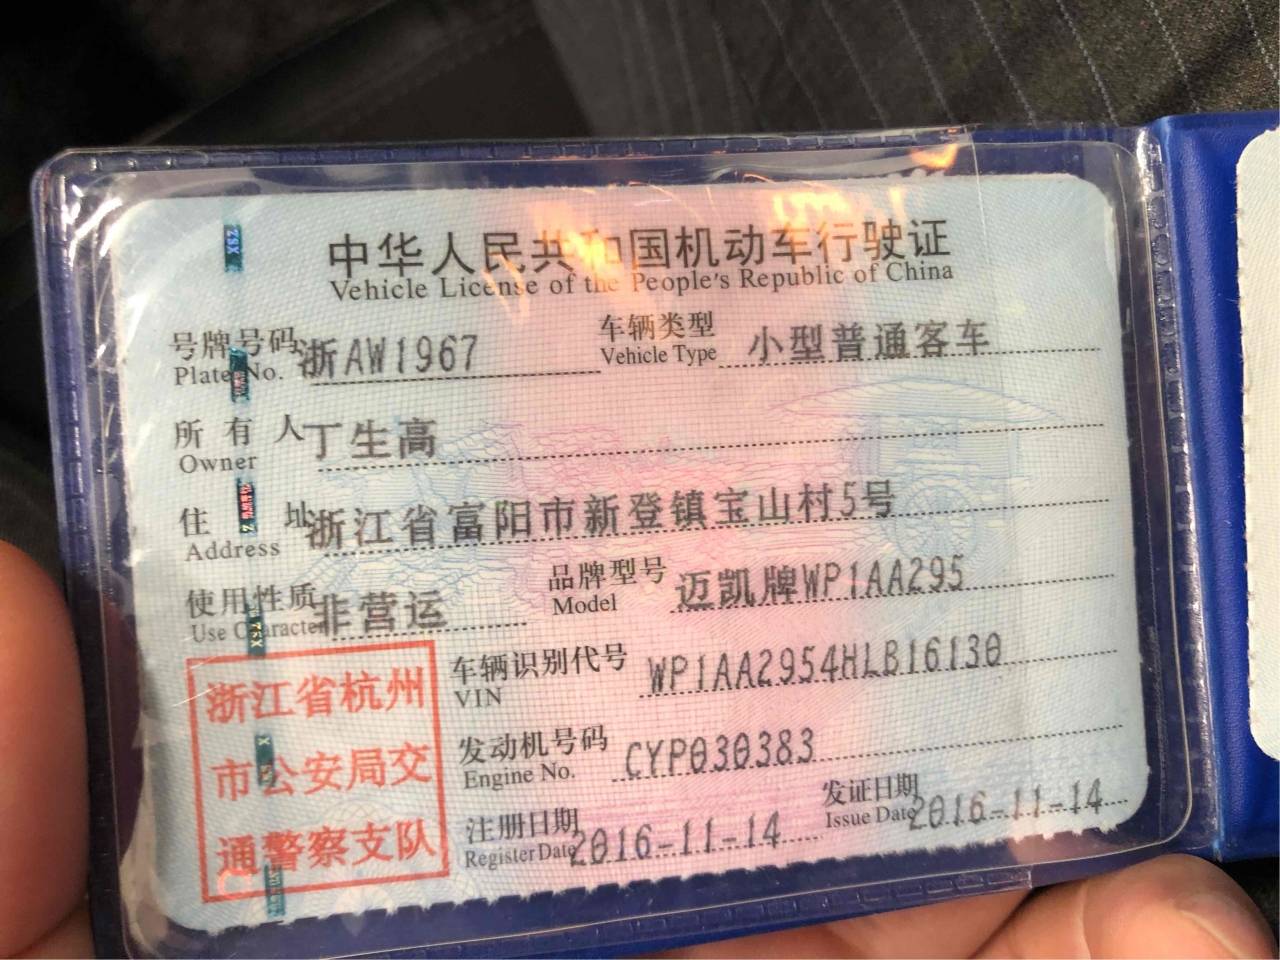 中华人民共和国机动车行驶证
Vehicle License of the People's Republic of China
号牌号码 浙AW1967 车辆类型 小型普通客车
Plate No. Vehicle Type
所有人 丁生高
Owner
住址 浙江省富阳市新登镇宝山村5号
Address
使用性质 非营运 品牌型号 迈凯牌WP1AA295
Use Character Model
车辆识别代号 WP1AA2954HLB16130
VIN
发动机号码 CYP030383
Engine No.
注册日期 2016-11-14 发证日期 2016-11-14
Register Date Issue Date
浙江省杭州
市公安局交
通警察支队